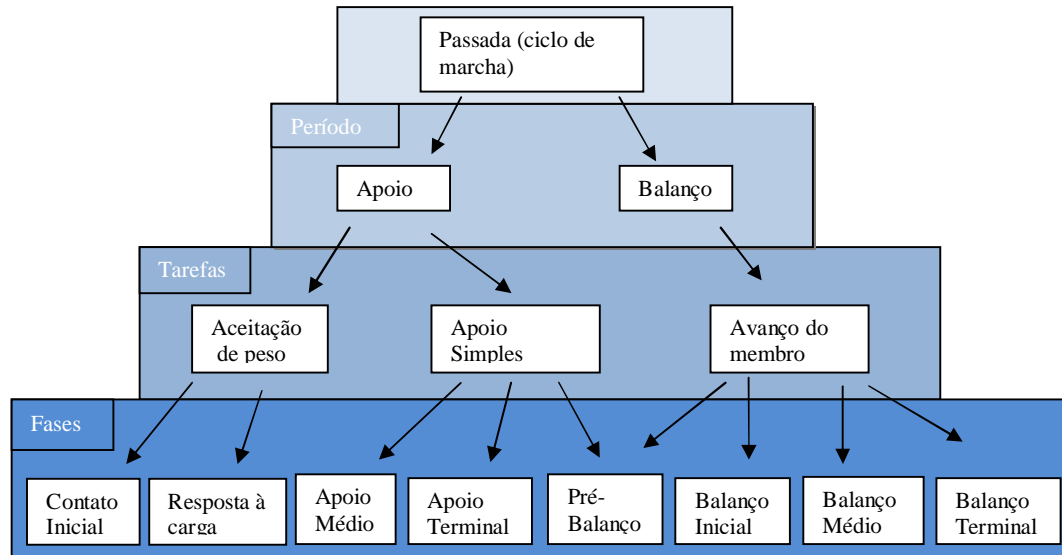 Passada (ciclo de
marcha)
Período
Apoio
Balanço
Tarefas
Aceitação
de peso
Apoio
Simples
Avanço do
membro
Fases
Contato
Inicial
Resposta à
carga
Apoio
Médio
Apoio
Terminal
Pré-
Balanço
Balanço
Inicial
Balanço
Médio
Balanço
Terminal